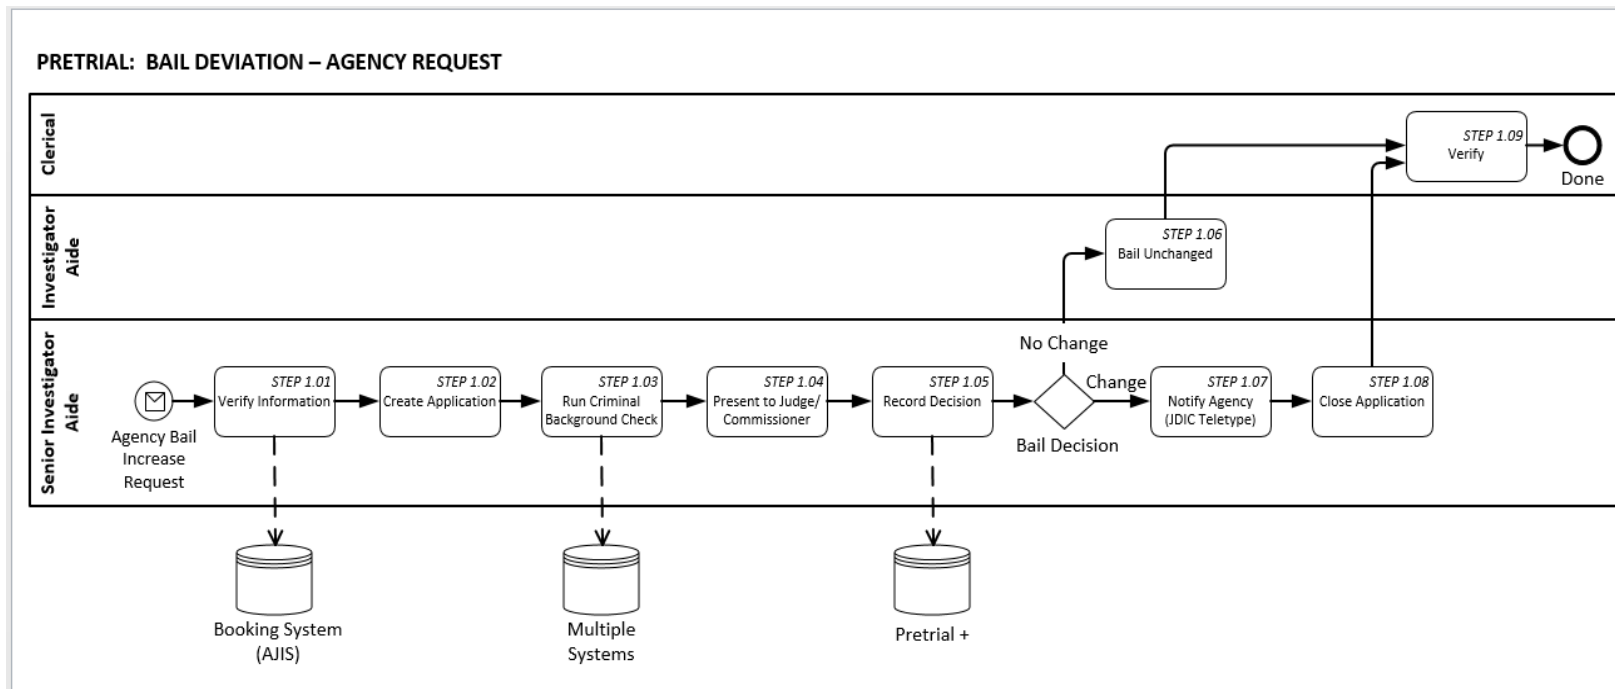 PRETRIAL: BAIL DEVIATION – AGENCY REQUEST
Clerical
STEP 1.09
Verify
Done
Investigator
Aide
STEP 1.06
Bail Unchanged
Senior Investigator
Aide
No Change
Change
Agency Bail
Increase
Request
STEP 1.01
Verify Information
STEP 1.02
Create Application
STEP 1.03
Run Criminal
Background Check
STEP 1.04
Present to Judge/
Commissioner
STEP 1.05
Record Decision
Bail Decision
STEP 1.07
Notify Agency
(JDIC Teletype)
STEP 1.08
Close Application
Booking System
(AJIS)
Multiple
Systems
Pretrial +